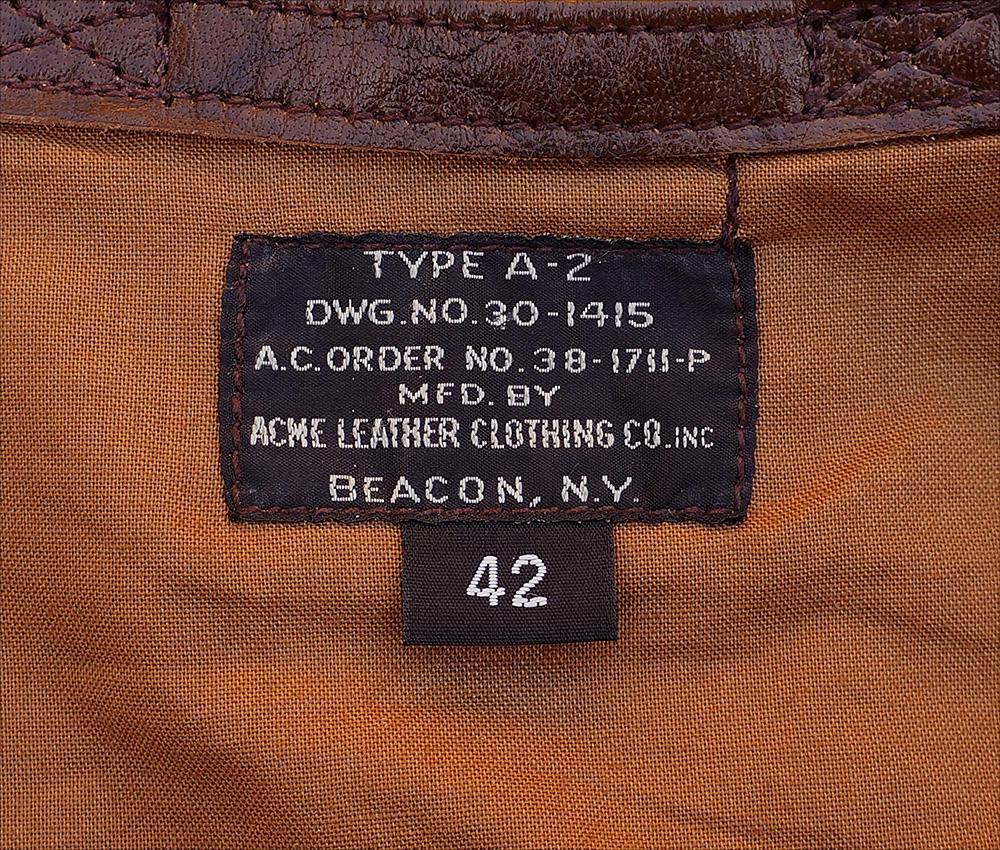 TYPE A-2
DWG.NO.30-1415
A.C.ORDER NO.38-1711-P
MFD. BY
ACME LEATHER CLOTHING CO.INC
BEACON, N.Y.
42